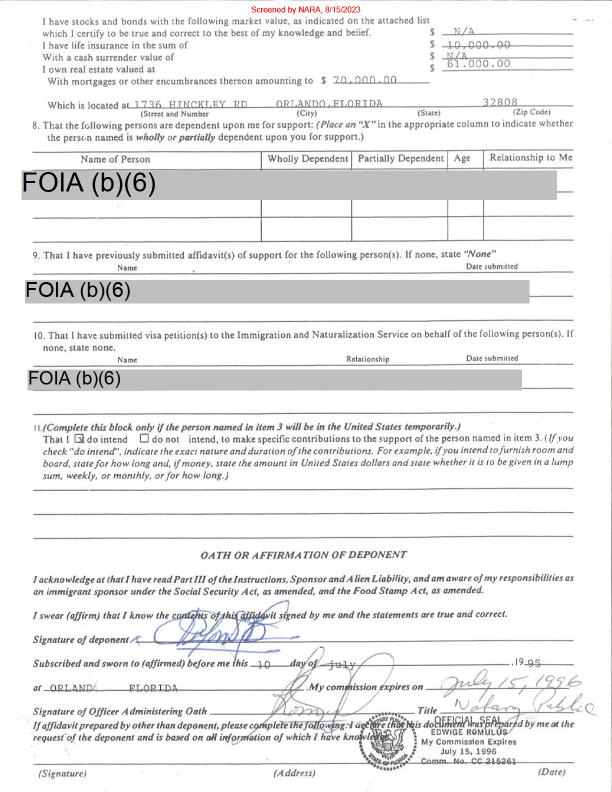 Screened by NARA, 8/15/2023
I have stocks and bonds with the following market value, as indicated on the attached list
which I certify to be true and correct to the best of my knowledge and belief. $ N/A
I have life insurance in the sum of $ 10,000.00
With a cash surrender value of $ N/A
I own real estate valued at $ 61.000.00
With mortgages or other encumbrances thereon amounting to $ 70,000.00
Which is located at 1736 HINCKLEY RD ORLANDO,FLORIDA 32808
(Street and Number) (City) (State) (Zip Code)
8. That the following persons are dependent upon me for support: (Place an "X" in the appropriate column to indicate whether
the person named is wholly or partially dependent upon you for support.)
Name of Person Wholly Dependent Partially Dependent Age Relationship to Me
FOIA (b)(6)
9. That I have previously submitted affidavit(s) of support for the following person(s). If none, state "None"
Name Date submitted
FOIA (b)(6)
10. That I have submitted visa petition(s) to the Immigration and Naturalization Service on behalf of the following person(s). If
none, state none.
Name Relationship Date submitted
FOIA (b)(6)
11.(Complete this block only if the person named in item 3 will be in the United States temporarily.)
That I ☒ do intend ☐ do not intend, to make specific contributions to the support of the person named in item 3. (If you
check "do intend", indicate the exact nature and duration of the contributions. For example, if you intend to furnish room and
board, state for how long and, if money, state the amount in United States dollars and state whether it is to be given in a lump
sum, weekly, or monthly, or for how long.)
OATH OR AFFIRMATION OF DEPONENT
I acknowledge at that I have read Part III of the Instructions, Sponsor and Alien Liability, and am aware of my responsibilities as
an immigrant sponsor under the Social Security Act, as amended, and the Food Stamp Act, as amended.
I swear (affirm) that I know the contents of this affidavit signed by me and the statements are true and correct.
Signature of deponent
Subscribed and sworn to (affirmed) before me this 10 day of july .1995
at ORLAND FLORIDA .My commission expires on July 15, 1996
Signature of Officer Administering Oath Title Notary Public
If affidavit prepared by other than deponent, please complete the following: I declare that this document was prepared by me at the
request of the deponent and is based on all information of which I have knowledge.
OFFICIAL SEAL
EDWIGE ROMULUS
My Commission Expires
July 15, 1996
Comm. No. CC 215261
(Signature) (Address) (Date)